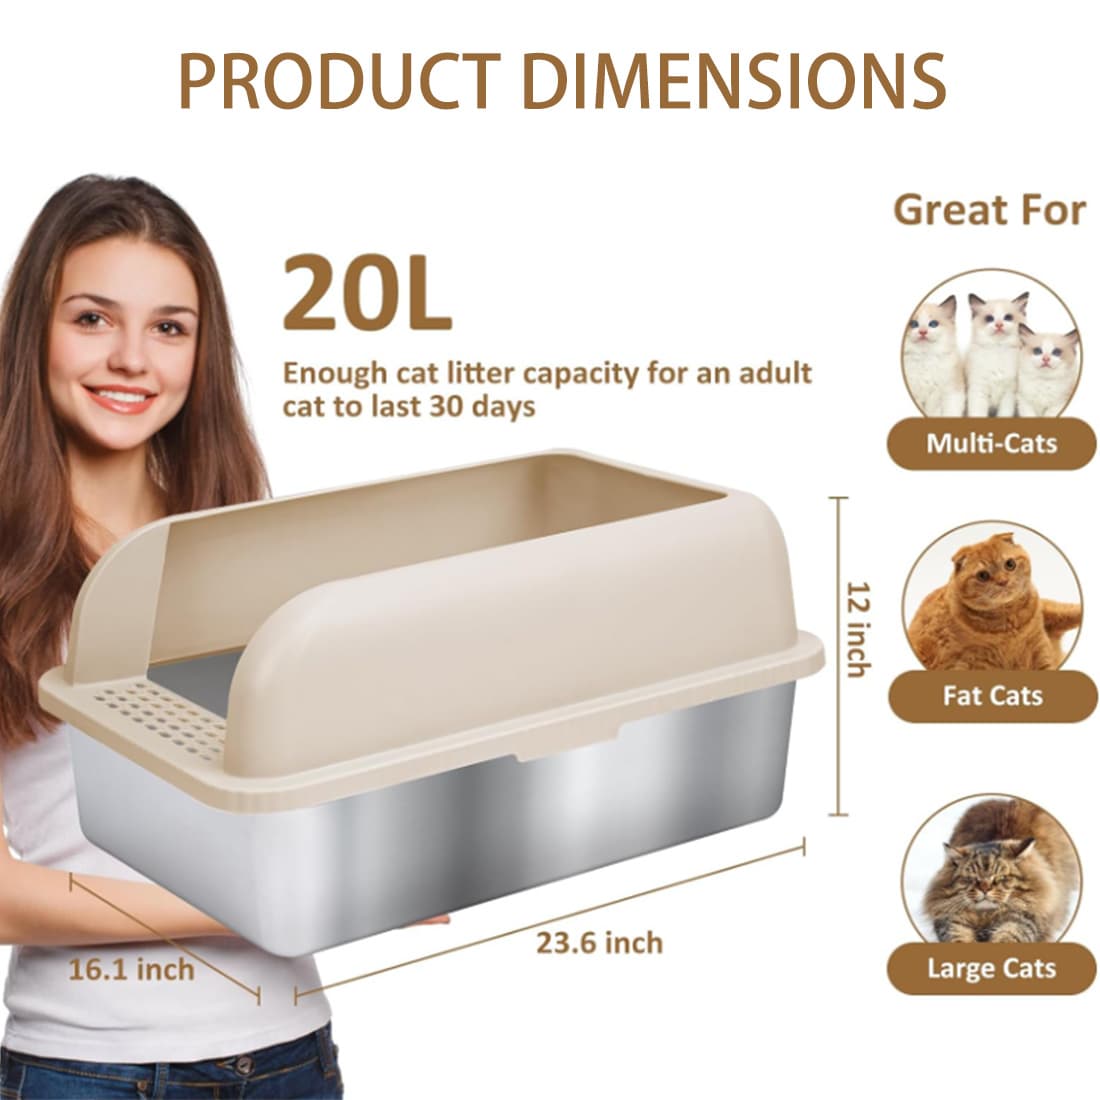 PRODUCT DIMENSIONS
20L
Enough cat litter capacity for an adult
cat to last 30 days
Great For
Multi-Cats
Fat Cats
Large Cats
12 inch
23.6 inch
16.1 inch